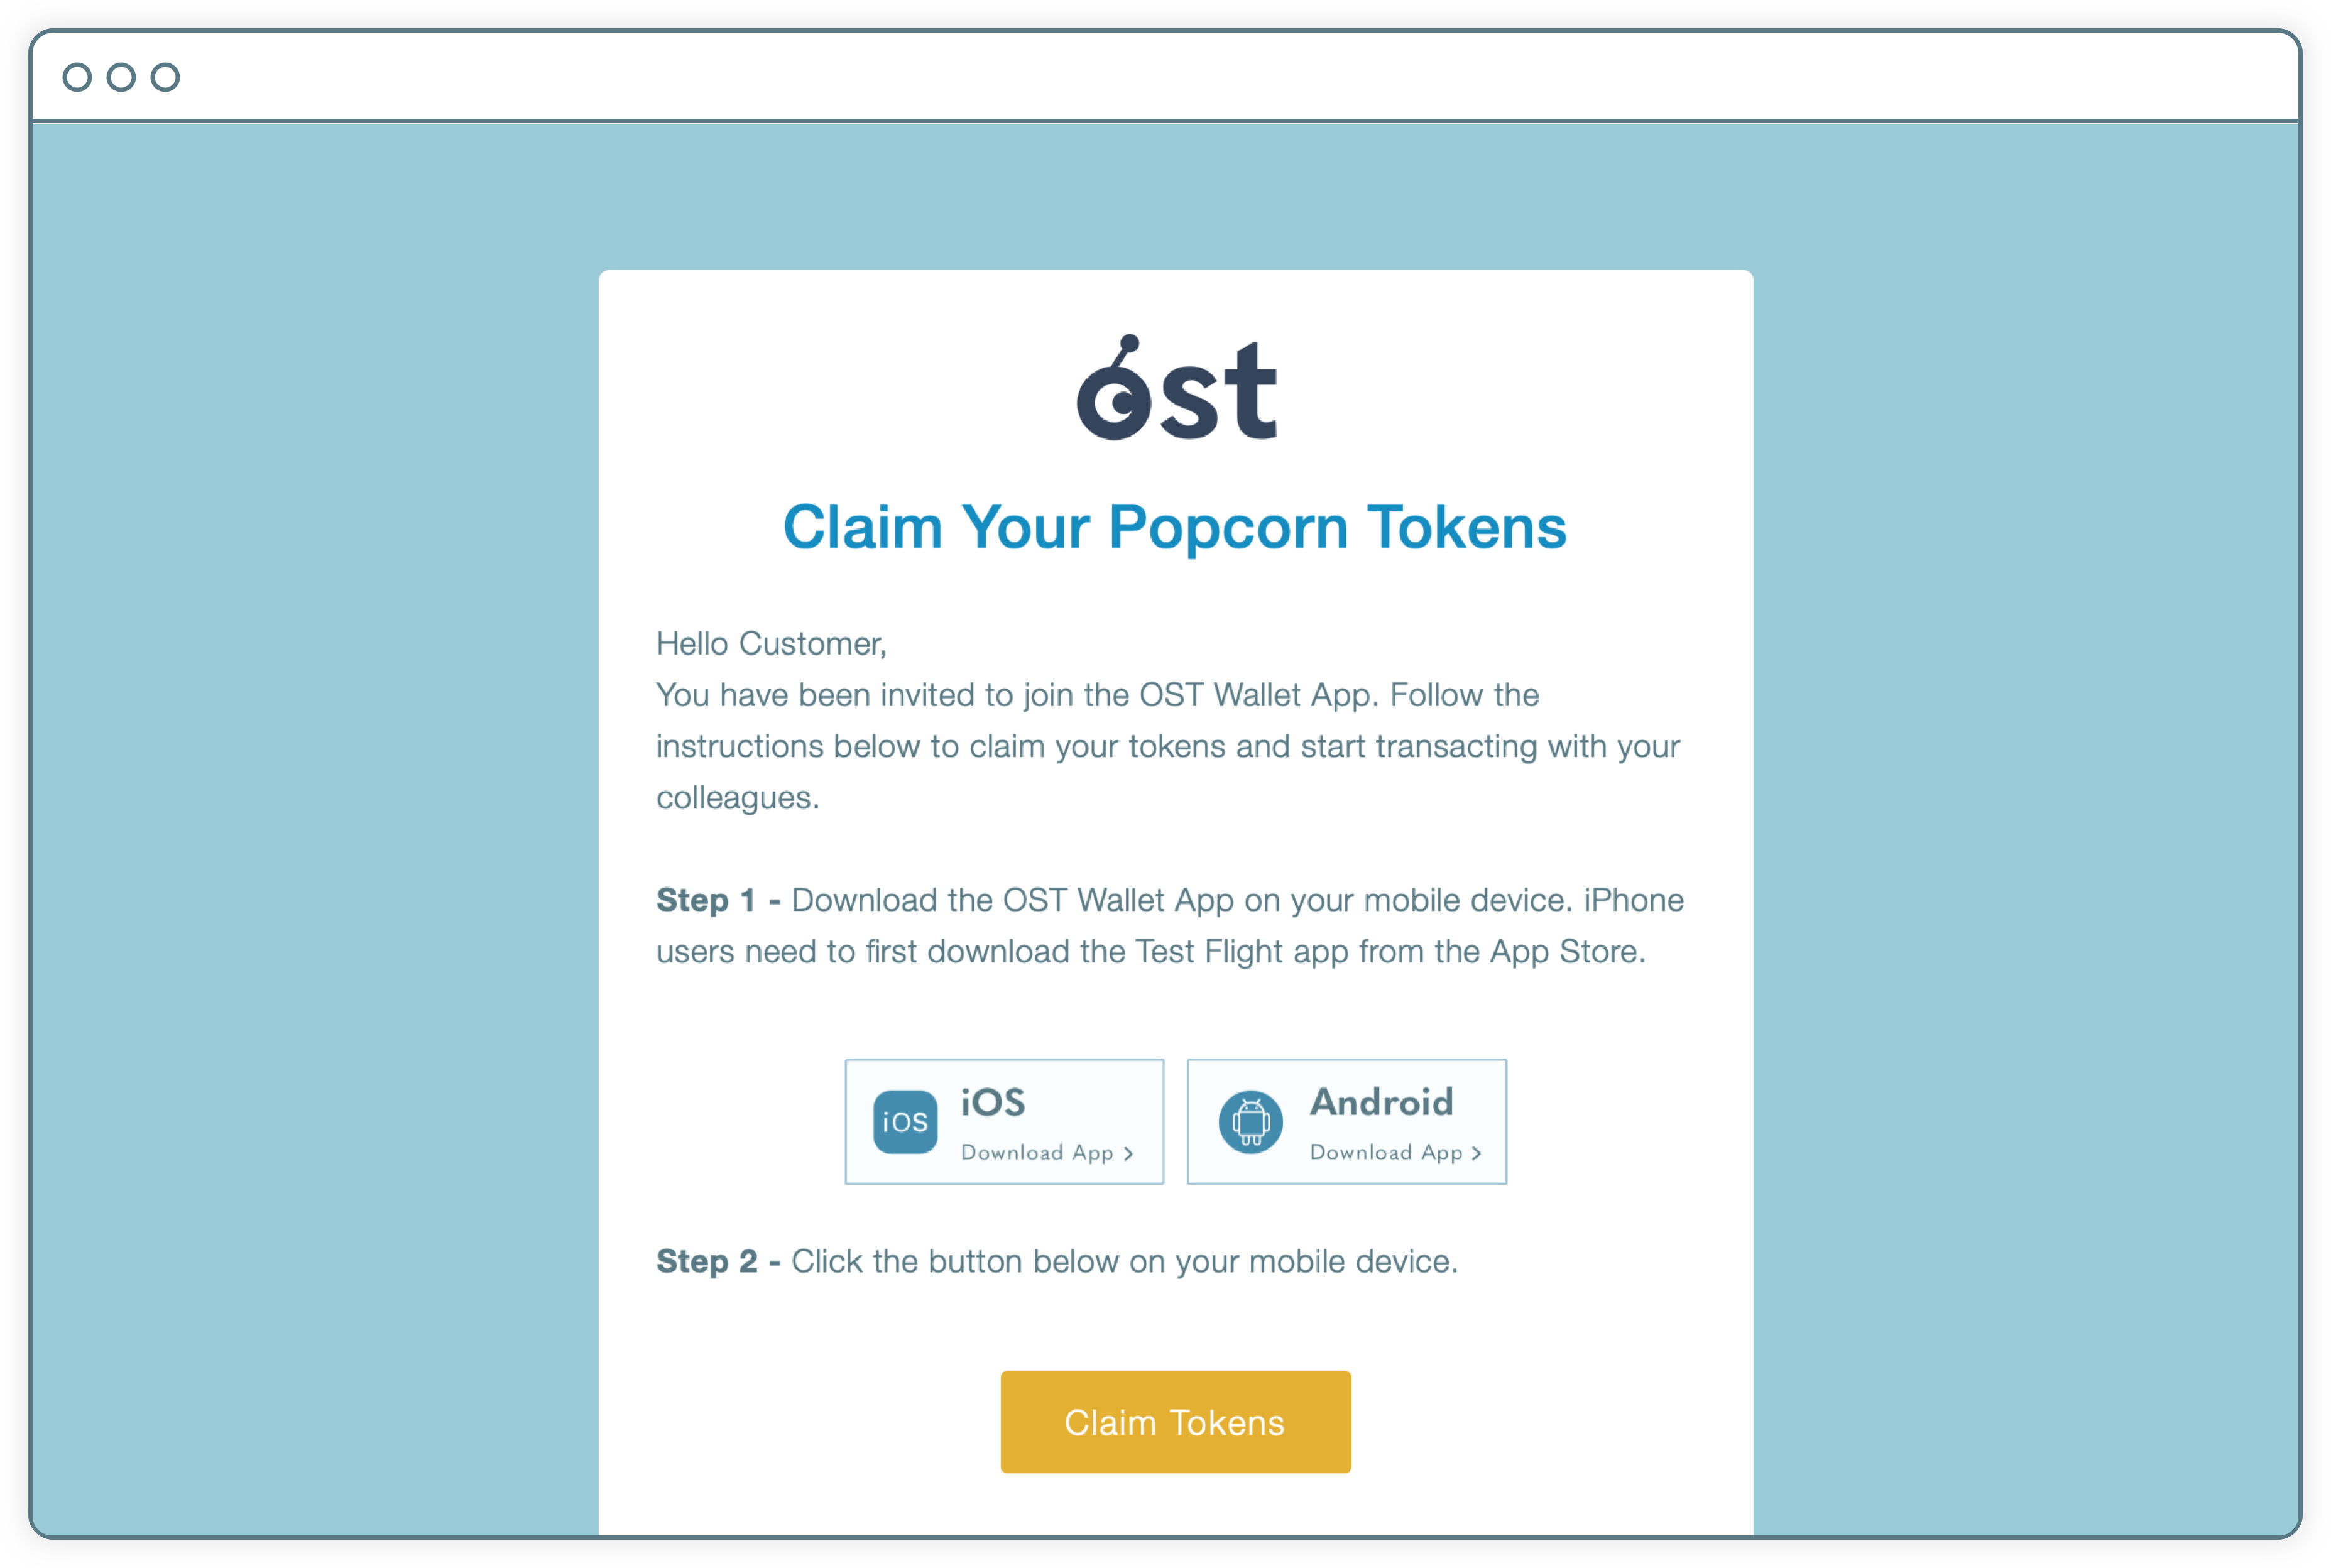 ost
Claim Your Popcorn Tokens
Hello Customer,
You have been invited to join the OST Wallet App. Follow the
instructions below to claim your tokens and start transacting with your
colleagues.
Step 1 - Download the OST Wallet App on your mobile device. iPhone
users need to first download the Test Flight app from the App Store.
iOS
iOS
Download App >
Android
Download App >
Step 2 - Click the button below on your mobile device.
Claim Tokens